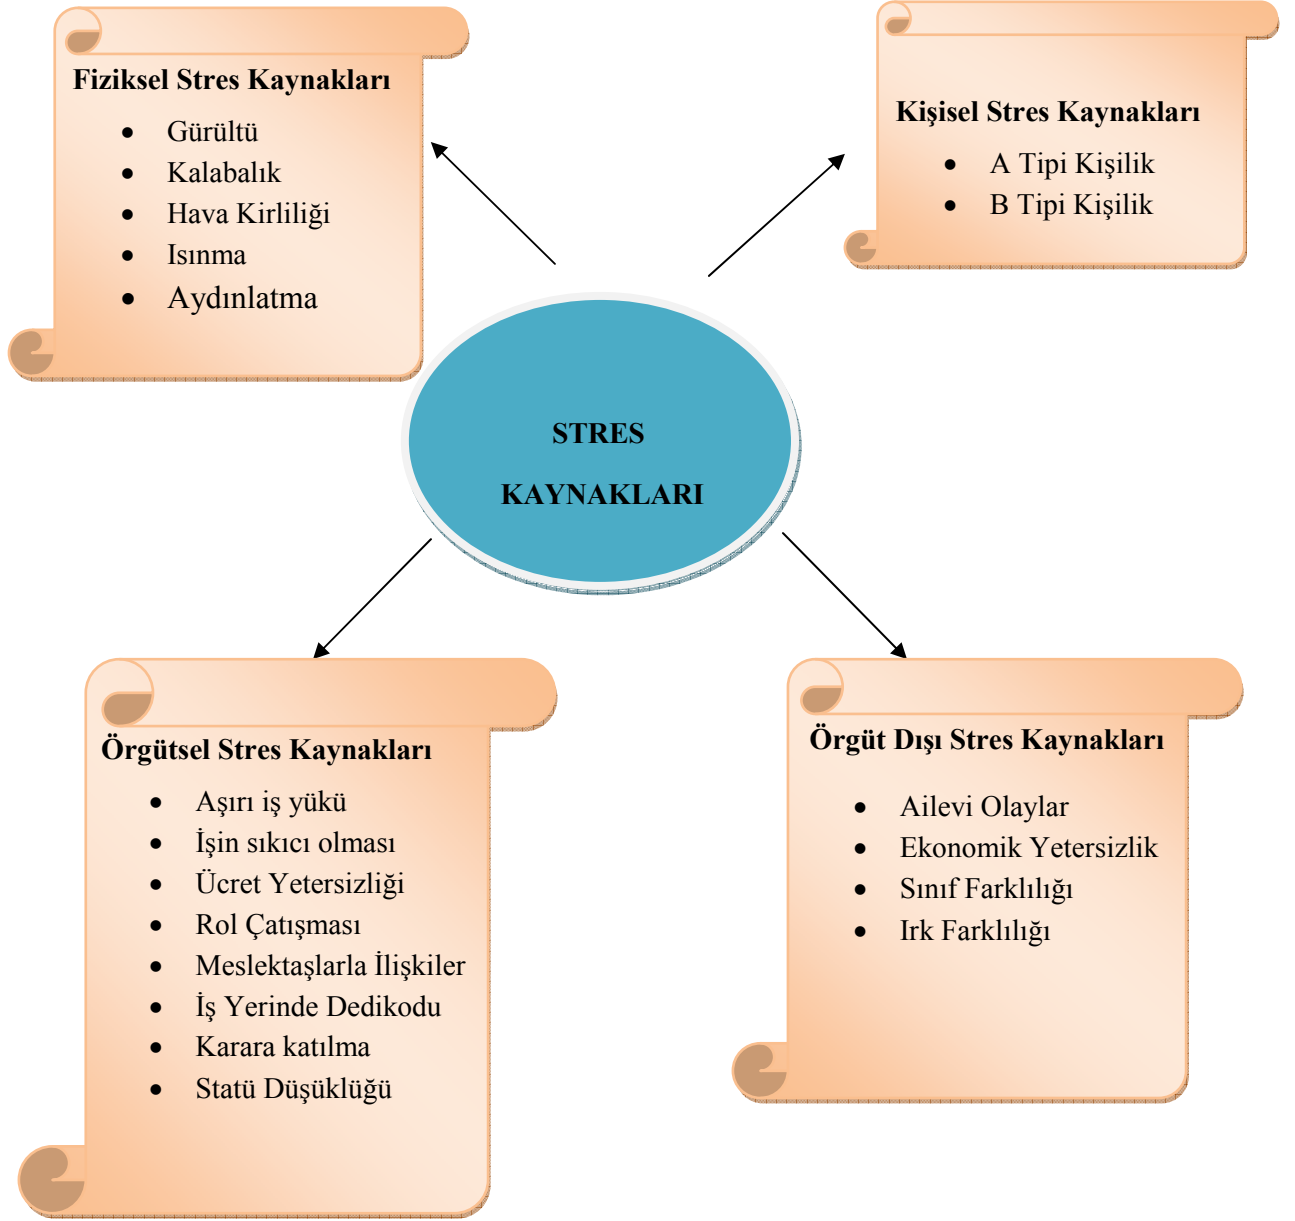 Fiziksel Stres Kaynakları
• Gürültü
• Kalabalık
• Hava Kirliliği
• Isınma
• Aydınlatma
Kişisel Stres Kaynakları
• A Tipi Kişilik
• B Tipi Kişilik
STRES
KAYNAKLARI
Örgütsel Stres Kaynakları
• Aşırı iş yükü
• İşin sıkıcı olması
• Ücret Yetersizliği
• Rol Çatışması
• Meslektaşlarla İlişkiler
• İş Yerinde Dedikodu
• Karara katılma
• Statü Düşüklüğü
Örgüt Dışı Stres Kaynakları
• Ailevi Olaylar
• Ekonomik Yetersizlik
• Sınıf Farklılığı
• Irk Farklılığı